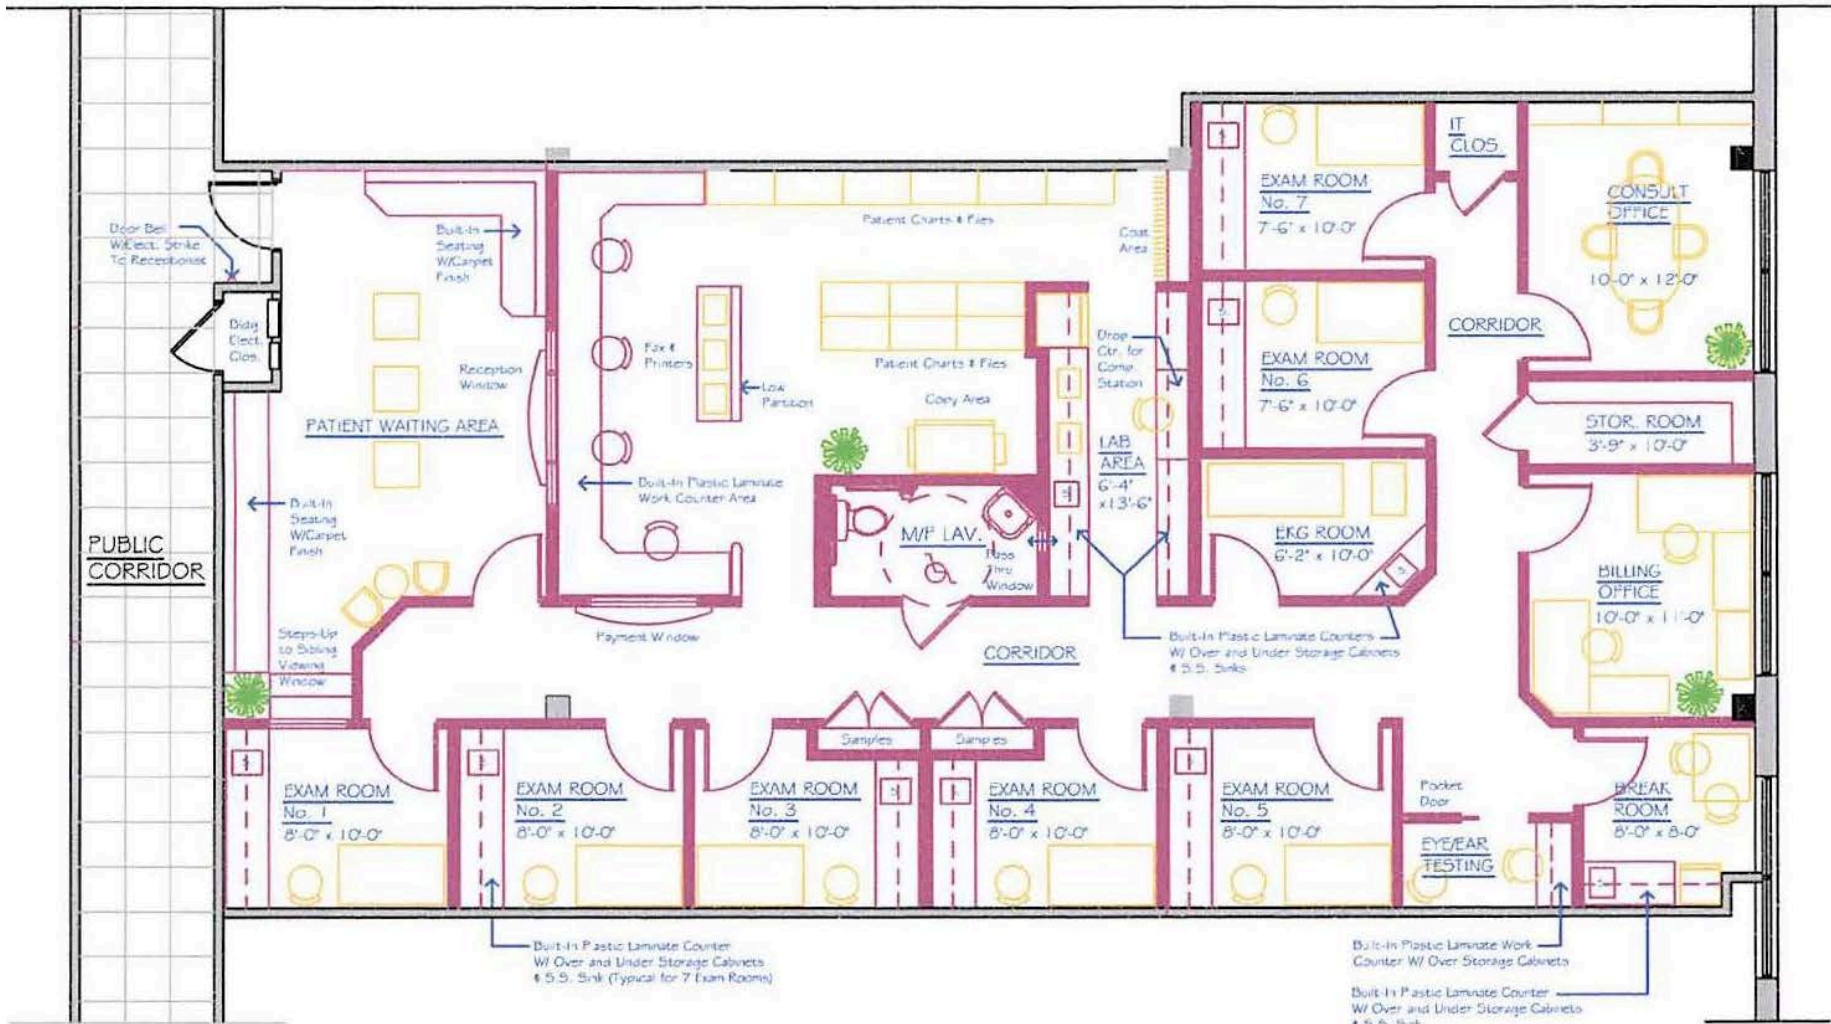 EXAM ROOM
No. 7
7'-6" x 10'-0"
IT
CLOS.
CONSULT
OFFICE
10'-0" x 12'-0"
Door Bell
W/Elect. Strike
To Receptionist
Built-In
Seating
W/Carpet
Finish
Patient Charts & Files
Coat
Area
Bldg.
Elect.
Clos.
Reception
Window
Fax &
Printers
Low
Partition
Patient Charts & Files
Copy Area
Drop
Ctr. for
Comp.
Station
EXAM ROOM
No. 6
7'-6" x 10'-0"
CORRIDOR
PATIENT WAITING AREA
STOR. ROOM
3'-9" x 10'-0"
LAB
AREA
6'-4"
x13'-6"
Built-In
Seating
W/Carpet
Finish
Built-In Plastic Laminate
Work Counter Area
M/F LAV.
Pass
Thru
Window
EKG ROOM
6'-2" x 10'-0"
PUBLIC
CORRIDOR
BILLING
OFFICE
10'-0" x 11'-0"
Steps-Up
to Sibling
Viewing
Window
Payment Window
CORRIDOR
Built-In Plastic Laminate Counters
W/ Over and Under Storage Cabinets
& S.S. Sinks
Samples
Samples
EXAM ROOM
No. 1
8'-0" x 10'-0"
EXAM ROOM
No. 2
8'-0" x 10'-0"
EXAM ROOM
No. 3
8'-0" x 10'-0"
EXAM ROOM
No. 4
8'-0" x 10'-0"
EXAM ROOM
No. 5
8'-0" x 10'-0"
Pocket
Door
EYE/EAR
TESTING
BREAK
ROOM
8'-0" x 8'-0"
Built-In Plastic Laminate Counter
W/ Over and Under Storage Cabinets
& S.S. Sink (Typical for 7 Exam Rooms)
Built-In Plastic Laminate Work
Counter W/ Over Storage Cabinets
Built-In Plastic Laminate Counter
W/ Over and Under Storage Cabinets
& S.S. Sink